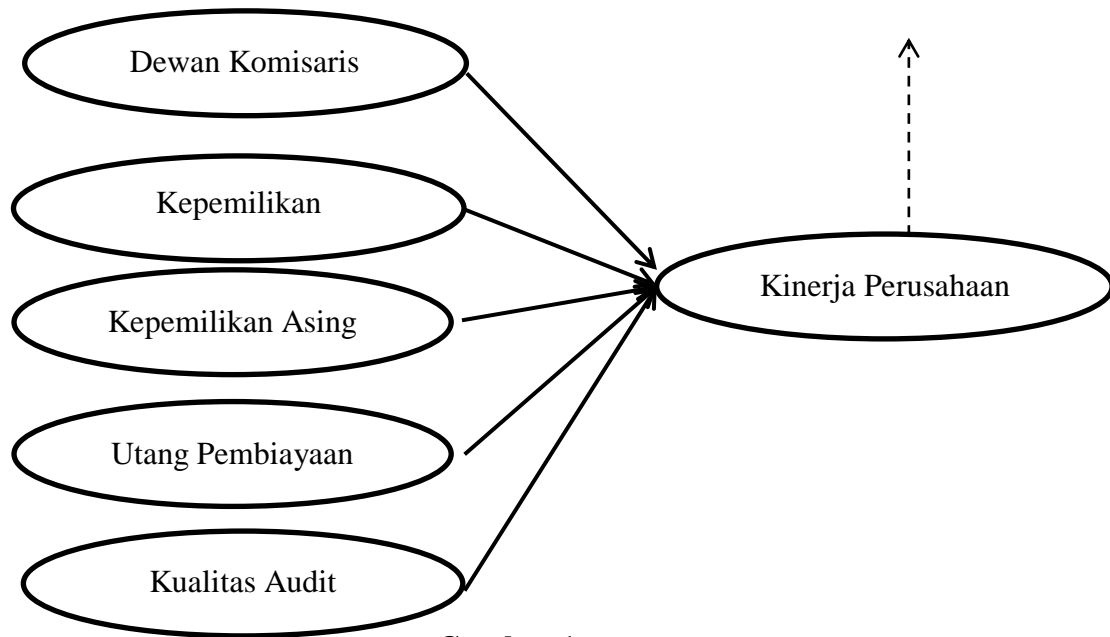 Dewan Komisaris
Kepemilikan
Kepemilikan Asing
Kinerja Perusahaan
Utang Pembiayaan
Kualitas Audit